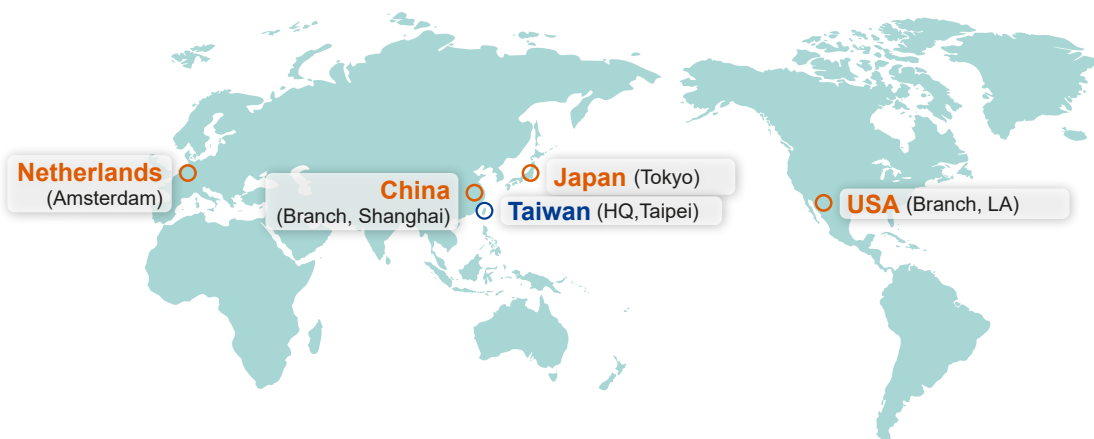 Netherlands
(Amsterdam)
China
(Branch, Shanghai)
Japan (Tokyo)
Taiwan (HQ,Taipei)
USA (Branch, LA)